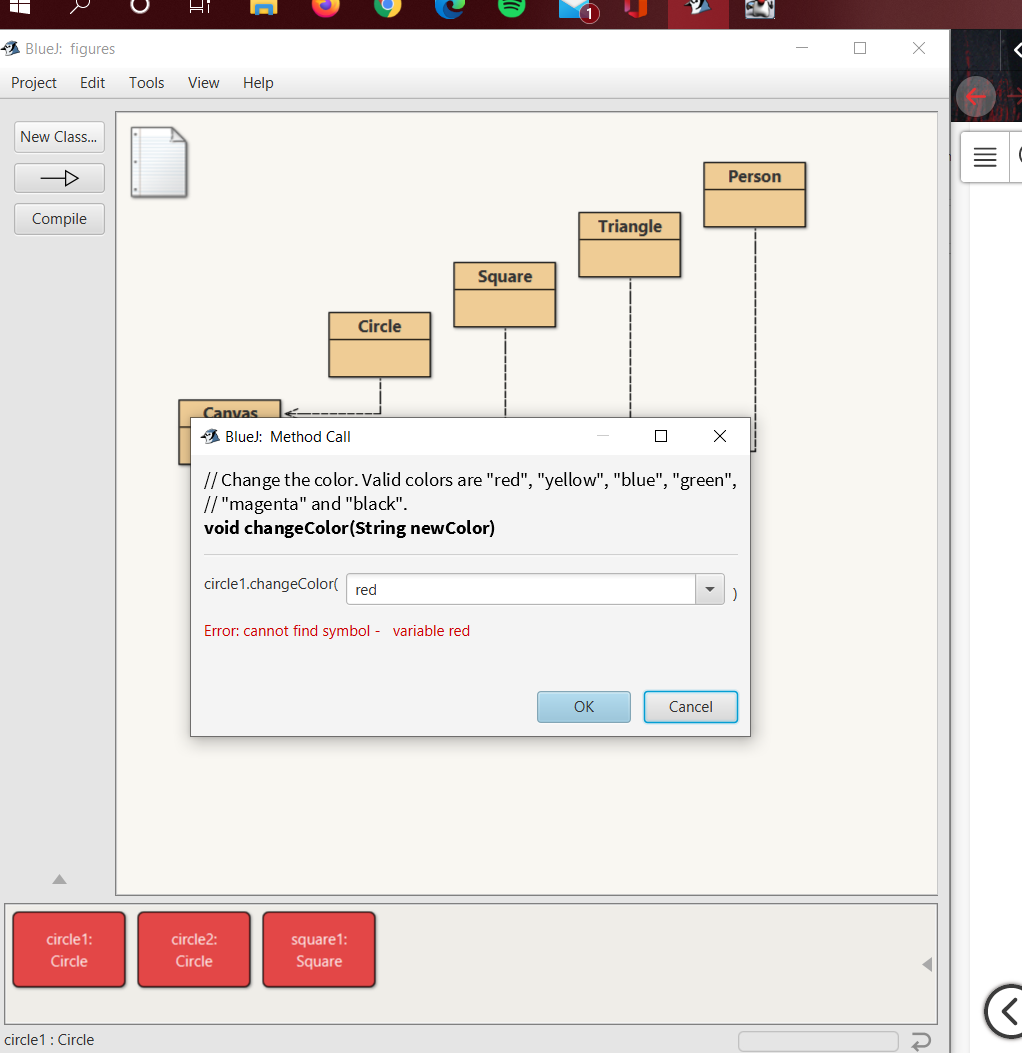 1
BlueJ: figures
Project Edit Tools View Help
New Class...
Compile
Person
Triangle
Square
Circle
Canvas
BlueJ: Method Call
// Change the color. Valid colors are "red", "yellow", "blue", "green",
// "magenta" and "black".
void changeColor(String newColor)
circle1.changeColor( red )
Error: cannot find symbol - variable red
OK Cancel
circle1:
Circle
circle2:
Circle
square1:
Square
circle1 : Circle